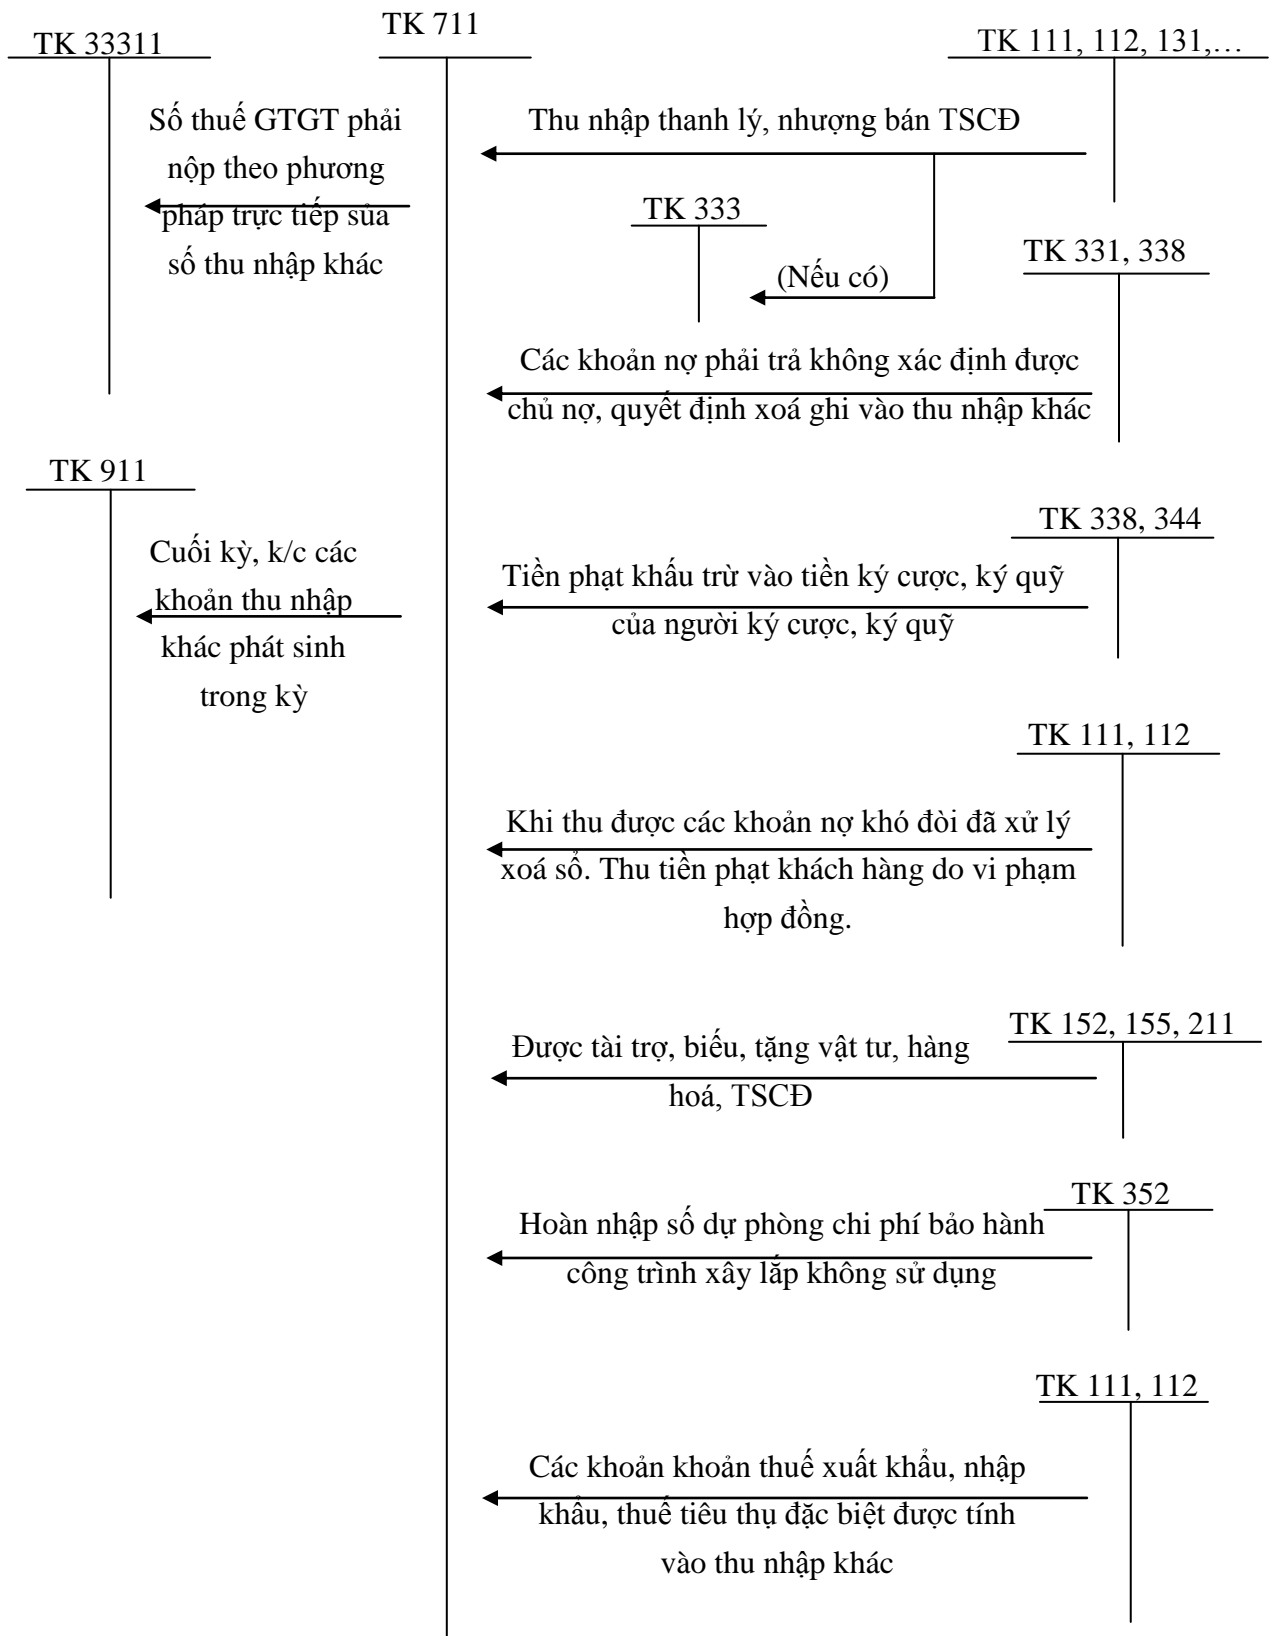 TK 33311
TK 711
TK 111, 112, 131,…
Số thuế GTGT phải
nộp theo phương
pháp trực tiếp sủa
số thu nhập khác
Thu nhập thanh lý, nhượng bán TSCĐ
TK 333
(Nếu có)
TK 331, 338
Các khoản nợ phải trả không xác định được
chủ nợ, quyết định xoá ghi vào thu nhập khác
TK 911
Cuối kỳ, k/c các
khoản thu nhập
khác phát sinh
trong kỳ
TK 338, 344
Tiền phạt khấu trừ vào tiền ký cược, ký quỹ
của người ký cược, ký quỹ
TK 111, 112
Khi thu được các khoản nợ khó đòi đã xử lý
xoá sổ. Thu tiền phạt khách hàng do vi phạm
hợp đồng.
TK 152, 155, 211
Được tài trợ, biếu, tặng vật tư, hàng
hoá, TSCĐ
TK 352
Hoàn nhập số dự phòng chi phí bảo hành
công trình xây lắp không sử dụng
TK 111, 112
Các khoản khoản thuế xuất khẩu, nhập
khẩu, thuế tiêu thụ đặc biệt được tính
vào thu nhập khác